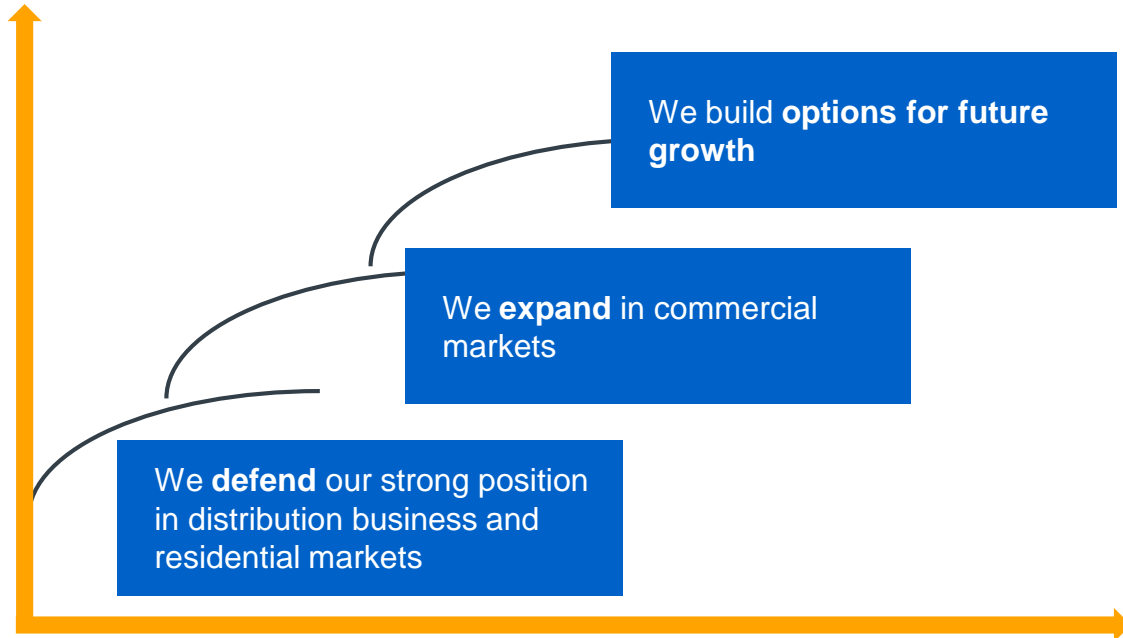 We build options for future
growth
We expand in commercial
markets
We defend our strong position
in distribution business and
residential markets